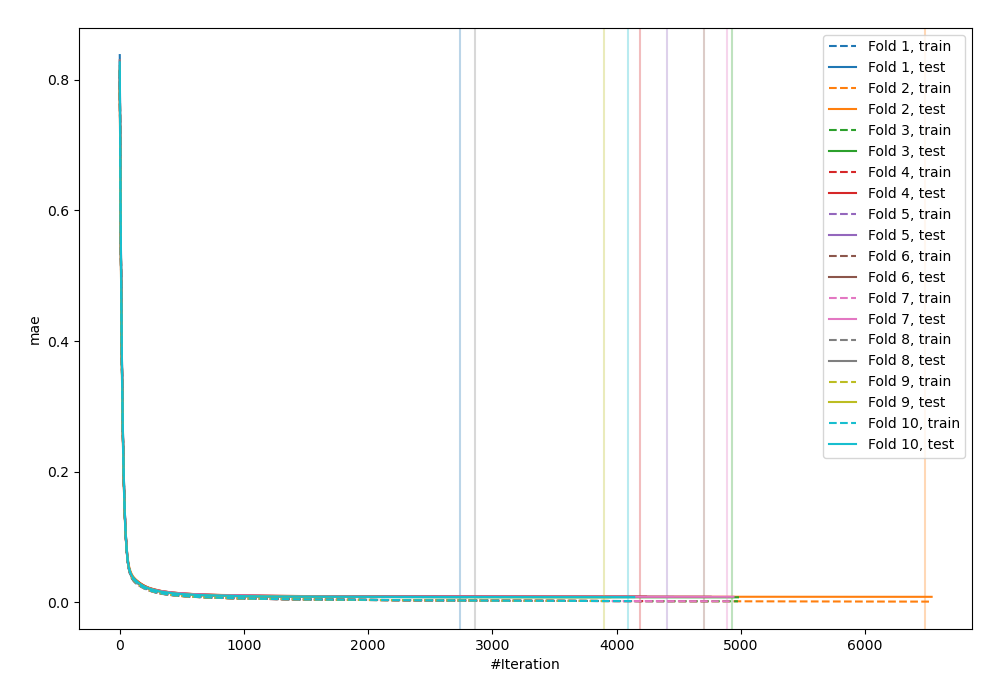 mae
0.8
0.6
0.4
0.2
0.0
0
1000
2000
3000
4000
5000
6000
#Iteration
Fold 1, train
Fold 1, test
Fold 2, train
Fold 2, test
Fold 3, train
Fold 3, test
Fold 4, train
Fold 4, test
Fold 5, train
Fold 5, test
Fold 6, train
Fold 6, test
Fold 7, train
Fold 7, test
Fold 8, train
Fold 8, test
Fold 9, train
Fold 9, test
Fold 10, train
Fold 10, test